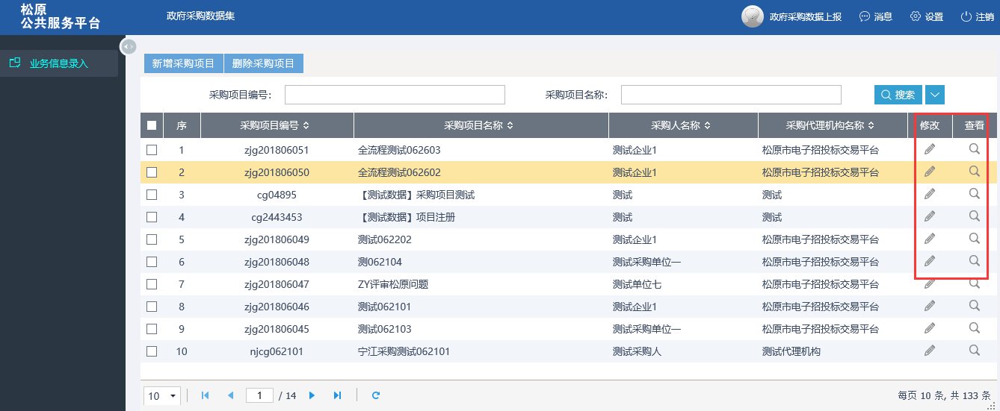 松原
公共服务平台
政府采购数据集
政府采购数据上报 消息 设置 注销
业务信息录入
新增采购项目 删除采购项目
采购项目编号： 采购项目名称： 搜索
序 采购项目编号 采购项目名称 采购人名称 采购代理机构名称 修改 查看
1 zjg201806051 全流程测试062603 测试企业1 松原市电子招投标交易平台
2 zjg201806050 全流程测试062602 测试企业1 松原市电子招投标交易平台
3 cg04895 【测试数据】采购项目测试 测试 测试
4 cg2443453 【测试数据】项目注册 测试 测试
5 zjg201806049 测试062202 测试企业1 松原市电子招投标交易平台
6 zjg201806048 测062104 测试采购单位一 松原市电子招投标交易平台
7 zjg201806047 ZY评审松原问题 测试单位七 松原市电子招投标交易平台
8 zjg201806046 测试062101 测试企业1 松原市电子招投标交易平台
9 zjg201806045 测试062103 测试采购单位一 松原市电子招投标交易平台
10 njcg062101 宁江采购测试062101 测试采购人 测试代理机构
10 1 / 14 每页 10 条, 共 133 条